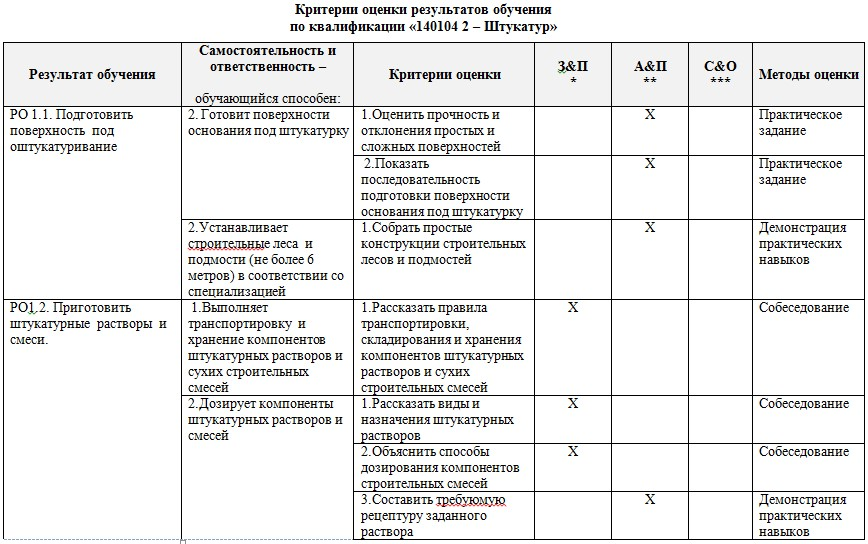 Критерии оценки результатов обучения
по квалификации «140104 2 – Штукатур»
Результат обучения
Самостоятельность и
ответственность –
обучающийся способен:
Критерии оценки
З&П
*
А&П
**
С&О
***
Методы оценки
РО 1.1. Подготовить
поверхность под
оштукатуривание
2. Готовит поверхности
основания под штукатурку
1.Оценить прочность и
отклонения простых и
сложных поверхностей
Х
Практическое
задание
2.Показать
последовательность
подготовки поверхности
основания под штукатурку
Х
Практическое
задание
2.Устанавливает
строительные леса и
подмости (не более 6
метров) в соответствии со
специализацией
1.Собрать простые
конструкции строительных
лесов и подмостей
Х
Демонстрация
практических
навыков
РО1.2. Приготовить
штукатурные растворы и
смеси.
1.Выполняет
транспортировку и
хранение компонентов
штукатурных растворов и
сухих строительных
смесей
1.Рассказать правила
транспортировки,
складирования и хранения
компонентов штукатурных
растворов и сухих
строительных смесей
Х
Собеседование
2.Дозирует компоненты
штукатурных растворов и
смесей
1.Рассказать виды и
назначения штукатурных
растворов
Х
Собеседование
2.Объяснить способы
дозирования компонентов
строительных смесей
Х
Собеседование
3.Составить требуюмую
рецептуру заданного
раствора
Х
Демонстрация
практических
навыков